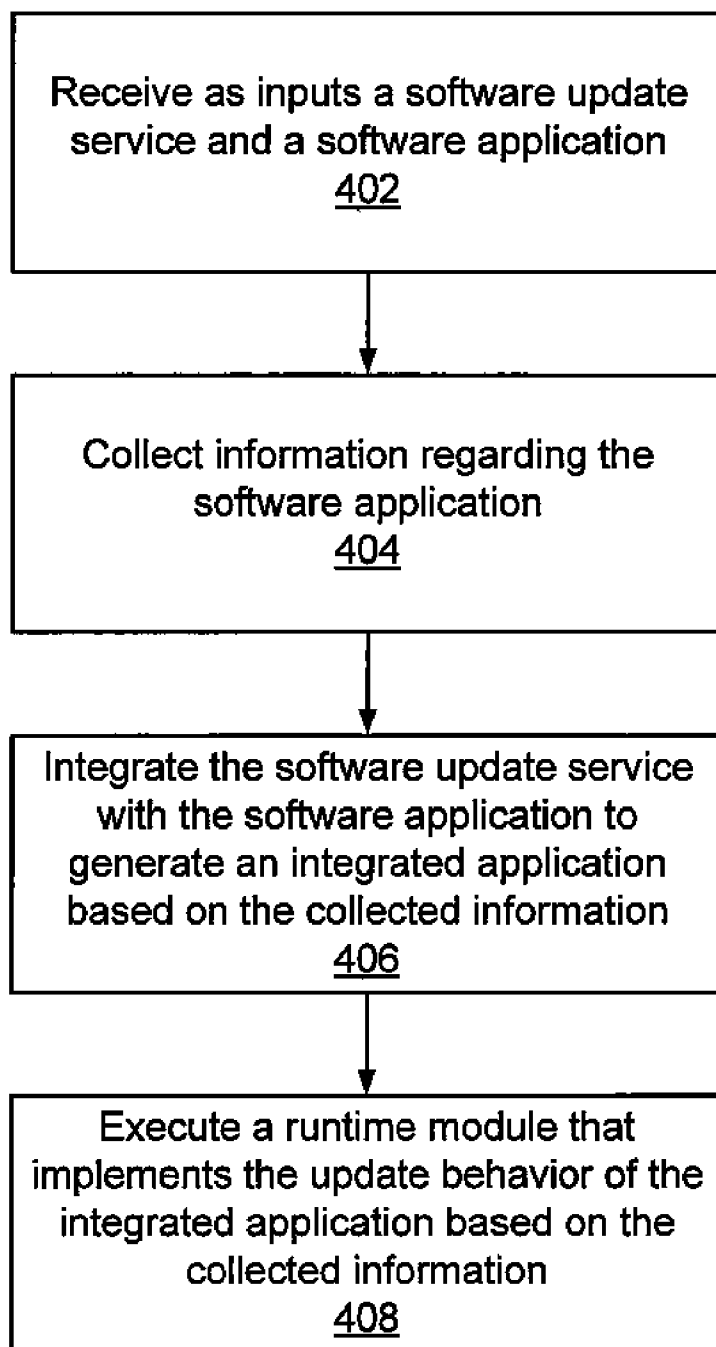 Receive as inputs a software update
service and a software application
402
Collect information regarding the
software application
404
Integrate the software update service
with the software application to
generate an integrated application
based on the collected information
406
Execute a runtime module that
implements the update behavior of the
integrated application based on the
collected information
408